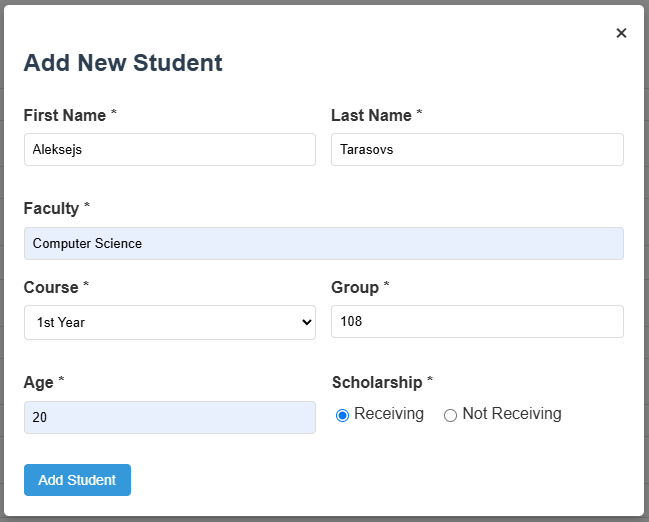 ×
Add New Student
First Name * Last Name *
Aleksejs Tarasovs
Faculty *
Computer Science
Course * Group *
1st Year 108
Age * Scholarship *
20 Receiving Not Receiving
Add Student